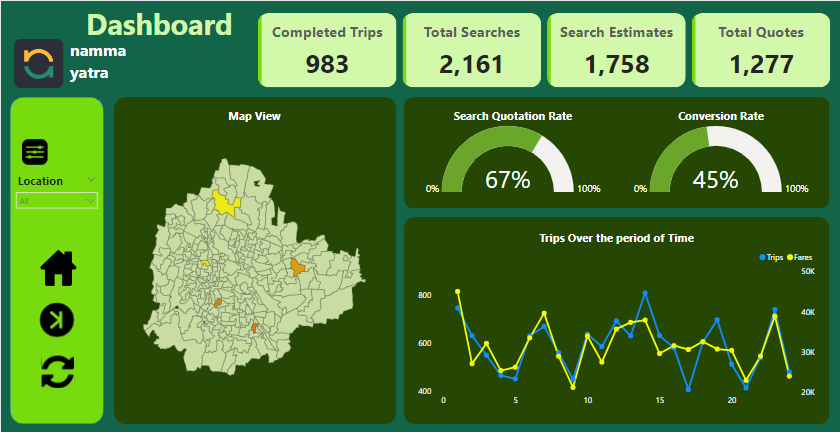 Dashboard
namma
yatra
Completed Trips
983
Total Searches
2,161
Search Estimates
1,758
Total Quotes
1,277
Location
All
Map View
Search Quotation Rate
67%
0%
100%
Conversion Rate
45%
0%
100%
Trips Over the period of Time
Trips Fares
800
600
400
50K
40K
30K
20K
0 5 10 15 20